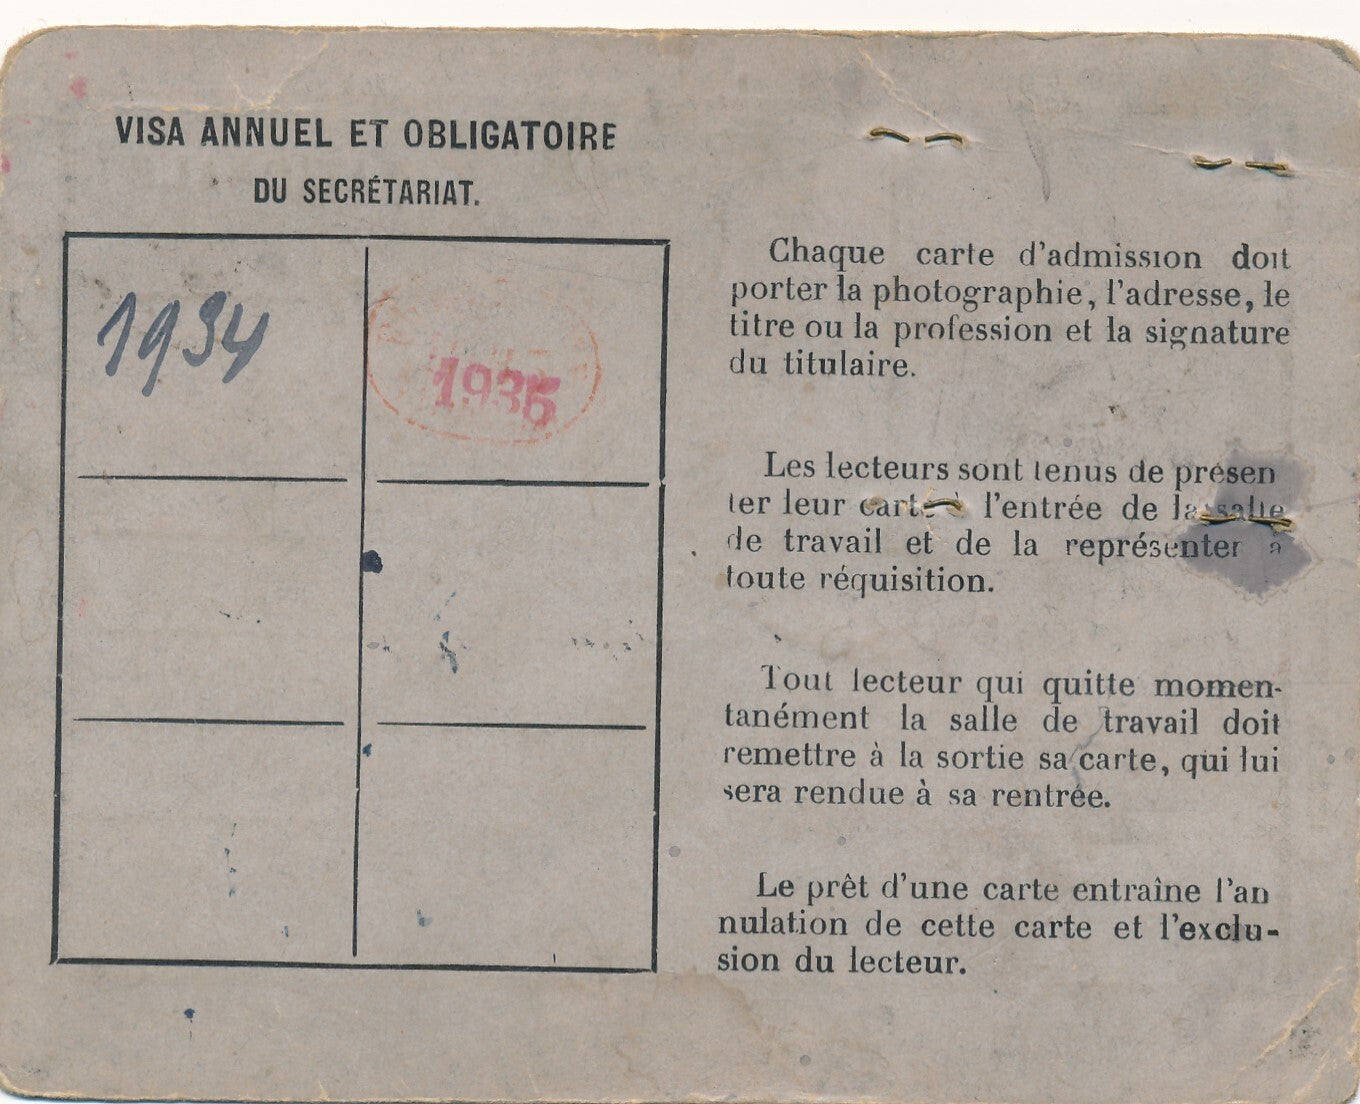 VISA ANNUEL ET OBLIGATOIRE
DU SECRÉTARIAT.
1934
1935
Chaque carte d'admission doit
porter la photographie, l'adresse, le
titre ou la profession et la signature
du titulaire.
Les lecteurs sont tenus de présen
ter leur carte à l'entrée de la salle
de travail et de la représenter à
toute réquisition.
Tout lecteur qui quitte momen-
tanément la salle de travail doit
remettre à la sortie sa carte, qui lui
sera rendue à sa rentrée.
Le prêt d'une carte entraîne l'an
nulation de cette carte et l'exclu-
sion du lecteur.